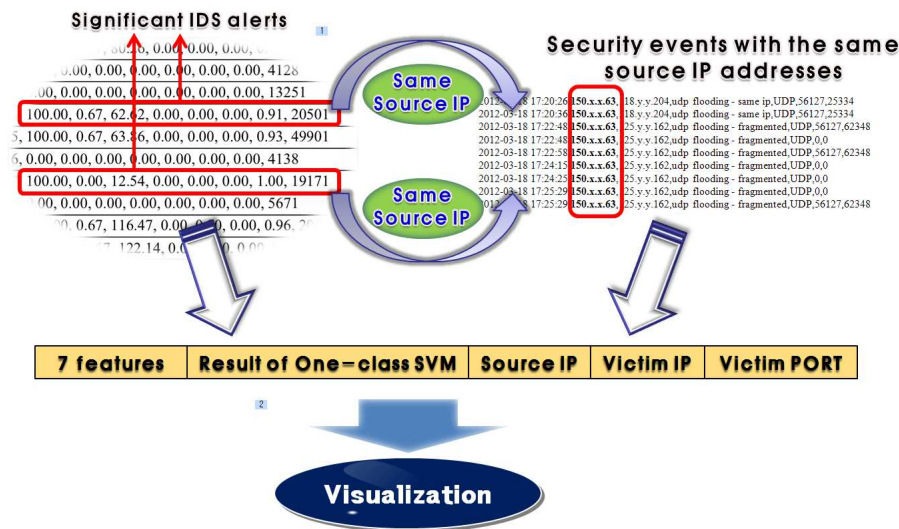 Significant IDS alerts
1
Security events with the same
source IP addresses
0.00, 0.00, 0.00, 0.00, 0.00, 4128
0.00, 0.00, 0.00, 0.00, 0.00, 13251
100.00, 0.67, 62.62, 0.00, 0.00, 0.00, 0.91, 20501
5, 100.00, 0.67, 63.86, 0.00, 0.00, 0.00, 0.93, 49901
6, 0.00, 0.00, 0.00, 0.00, 0.00, 0.00, 4138
100.00, 0.00, 12.54, 0.00, 0.00, 0.00, 1.00, 19171
0.00, 0.00, 0.00, 0.00, 0.00, 5671
0.67, 116.47, 0.00, 0.00, 0.96,
122.14,
Same
Source IP
Same
Source IP
17:20:26 150.x.x.63, 18.y.y.204,udp flooding - same ip,UDP,56127,25334
17:20:36 150.x.x.63, 18.y.y.204,udp flooding - same ip,UDP,56127,25334
2012-03-18 17:22:48 150.x.x.63, 25.y.y.162,udp flooding - fragmented,UDP,56127,62348
2012-03-18 17:22:48 150.x.x.63, 25.y.y.162,udp flooding - fragmented,UDP,0,0
2012-03-18 17:22:58 150.x.x.63, 25.y.y.162,udp flooding - fragmented,UDP,56127,62348
2012-03-18 17:24:15 150.x.x.63, 25.y.y.162,udp flooding - fragmented,UDP,0,0
2012-03-18 17:24:25 150.x.x.63, 25.y.y.162,udp flooding - fragmented,UDP,0,0
17:25:29 150.x.x.63, 25.y.y.162,udp flooding - fragmented,UDP,0,0
17:25:29 150.x.x.63, 25.y.y.162,udp flooding - fragmented,UDP,56127,62348
7 features Result of One-class SVM Source IP Victim IP Victim PORT
2
Visualization